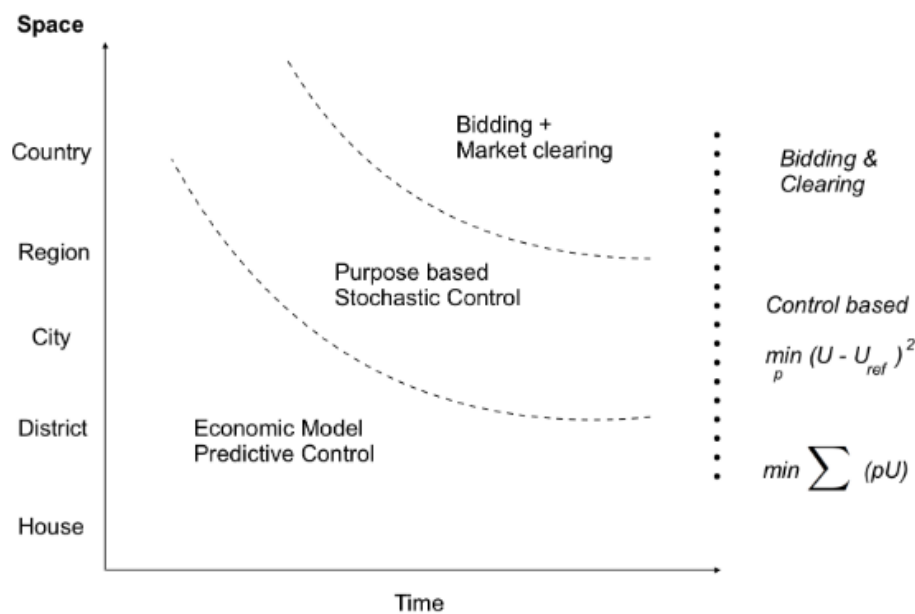 Space
Country
Region
City
District
House
Bidding +
Market clearing
Purpose based
Stochastic Control
Economic Model
Predictive Control
Bidding &
Clearing
Control based
min (U - U_ref)^2
p
min ∑ (pU)
Time